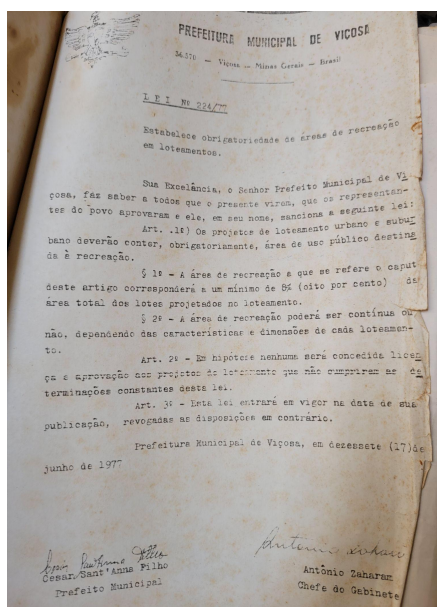 PREFEITURA MUNICIPAL DE VIÇOSA
36.570 — Viçosa — Minas Gerais — Brasil
LEI Nº 224/77
Estabelece obrigatoriedade de áreas de recreação
em loteamentos.
Sua Excelância, o Senhor Prefeito Municipal de Vi
çosa, faz saber a todos que o presente virem, que os representan-
tes do povo aprovaram e ele, em seu nome, sanciona a seguinte lei:
Art. 1º) Os projetos de loteamento urbano e subur
bano deverão conter, obrigatoriamente, área de uso público destina
da à recreação.
§ 1º - A área de recreação a que se refere o caput
deste artigo corresponderá a um mínimo de 8% (oito por cento) da
área total dos lotes projetados no loteamento.
§ 2º - A área de recreação poderá ser contínua ou
não, dependendo das características e dimensões de cada loteamen-
to.
Art. 2º - Em hipótese nenhuma será concedida licen
ça e aprovação aos projetos de loteamento que não cumprirem as de
terminações constantes desta lei.
Art. 3º - Esta lei entrará em vigor na data de sua
publicação, revogadas as disposições em contrário.
Prefeitura Municipal de Viçosa, em dezessete (17) de
junho de 1977
Cesar Sant'Anna Filho
Prefeito Municipal
Antônio Zaharam
Chefe do Gabinete